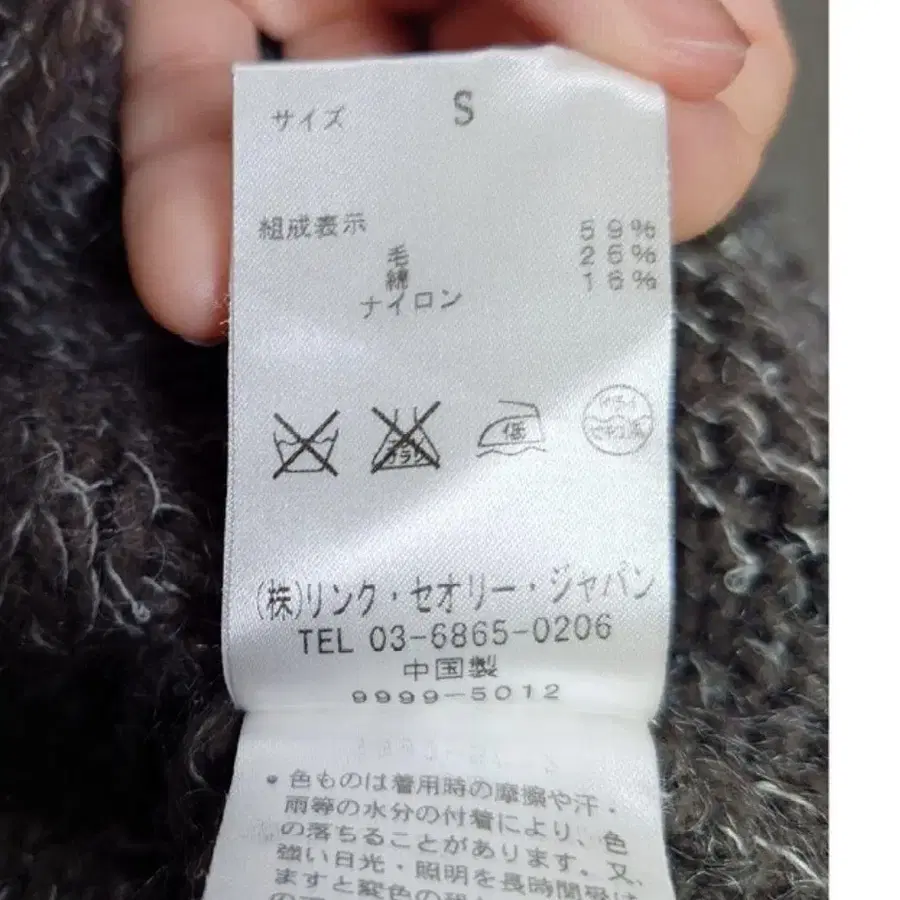 サイズ S
組成表示 59%
毛
綿
ナイロン
低
(株)リンク・セオリー・ジャパン
TEL 03-6865-0206
中国製
9999-5012
・色ものは着用時の摩擦や汗・
雨等の水分の付着により、色
の落ちることがあります。又、
強い日光・照明を長時間受け
ますと変色の